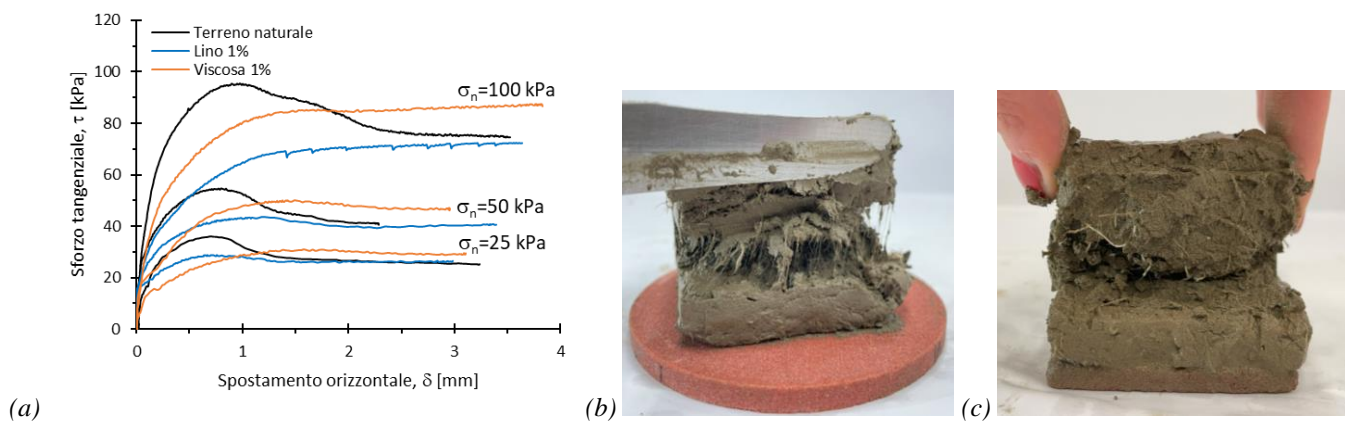 120
100
80
60
40
20
0
Sforzo tangenziale, τ [kPa]
Terreno naturale
Lino 1%
Viscosa 1%
σn=100 kPa
σn=50 kPa
σn=25 kPa
0 1 2 3 4
Spostamento orizzontale, δ [mm]
(a) (b) (c)